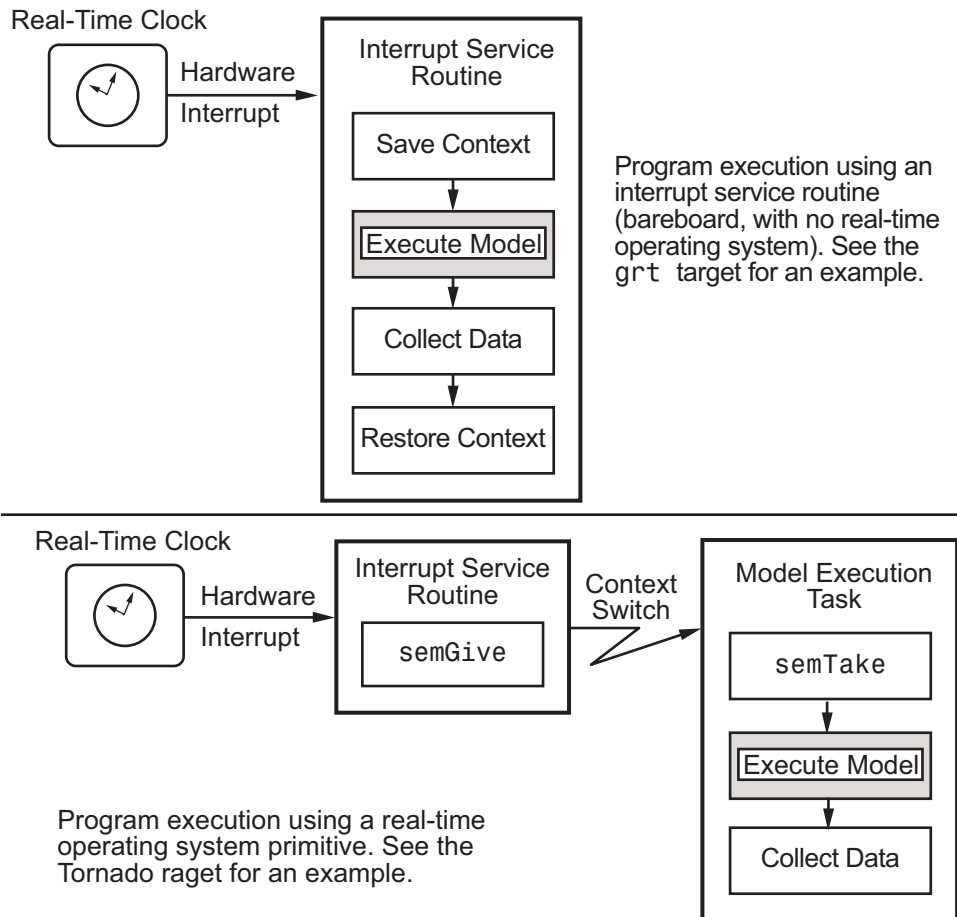 Real-Time Clock
Hardware
Interrupt
Interrupt Service
Routine
Save Context
Execute Model
Collect Data
Restore Context
Program execution using an
interrupt service routine
(bareboard, with no real-time
operating system). See the
grt target for an example.
Real-Time Clock
Hardware
Interrupt
Interrupt Service
Routine
semGive
Context
Switch
Model Execution
Task
semTake
Execute Model
Collect Data
Program execution using a real-time
operating system primitive. See the
Tornado raget for an example.